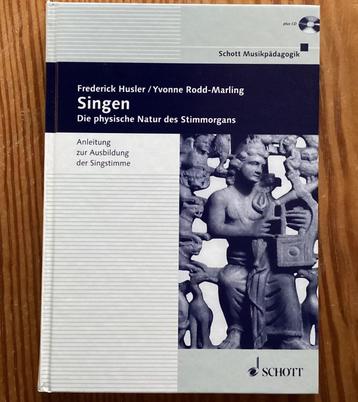 plus CD
Schott Musikpädagogik
Frederick Husler / Yvonne Rodd-Marling
Singen
Die physische Natur des Stimmorgans
Anleitung
zur Ausbildung
der Singstimme
SCHOTT